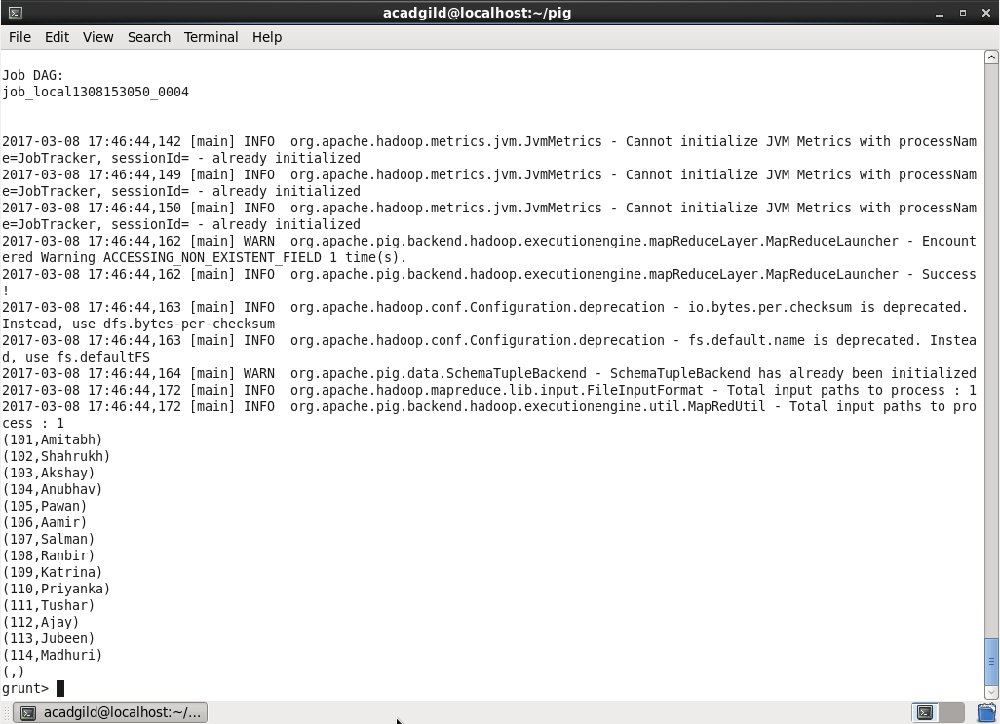 acadgild@localhost:~/pig
File Edit View Search Terminal Help
Job DAG:
job_local1308153050_0004
2017-03-08 17:46:44,142 [main] INFO  org.apache.hadoop.metrics.jvm.JvmMetrics - Cannot initialize JVM Metrics with processNam
e=JobTracker, sessionId= - already initialized
2017-03-08 17:46:44,149 [main] INFO  org.apache.hadoop.metrics.jvm.JvmMetrics - Cannot initialize JVM Metrics with processNam
e=JobTracker, sessionId= - already initialized
2017-03-08 17:46:44,150 [main] INFO  org.apache.hadoop.metrics.jvm.JvmMetrics - Cannot initialize JVM Metrics with processNam
e=JobTracker, sessionId= - already initialized
2017-03-08 17:46:44,162 [main] WARN  org.apache.pig.backend.hadoop.executionengine.mapReduceLayer.MapReduceLauncher - Encount
ered Warning ACCESSING_NON_EXISTENT_FIELD 1 time(s).
2017-03-08 17:46:44,162 [main] INFO  org.apache.pig.backend.hadoop.executionengine.mapReduceLayer.MapReduceLauncher - Success
!
2017-03-08 17:46:44,163 [main] INFO  org.apache.hadoop.conf.Configuration.deprecation - io.bytes.per.checksum is deprecated.
Instead, use dfs.bytes-per-checksum
2017-03-08 17:46:44,163 [main] INFO  org.apache.hadoop.conf.Configuration.deprecation - fs.default.name is deprecated. Instea
d, use fs.defaultFS
2017-03-08 17:46:44,164 [main] WARN  org.apache.pig.data.SchemaTupleBackend - SchemaTupleBackend has already been initialized
2017-03-08 17:46:44,172 [main] INFO  org.apache.hadoop.mapreduce.lib.input.FileInputFormat - Total input paths to process : 1
2017-03-08 17:46:44,172 [main] INFO  org.apache.pig.backend.hadoop.executionengine.util.MapRedUtil - Total input paths to pro
cess : 1
(101,Amitabh)
(102,Shahrukh)
(103,Akshay)
(104,Anubhav)
(105,Pawan)
(106,Aamir)
(107,Salman)
(108,Ranbir)
(109,Katrina)
(110,Priyanka)
(111,Tushar)
(112,Ajay)
(113,Jubeen)
(114,Madhuri)
(,)
grunt>
acadgild@localhost:~/...